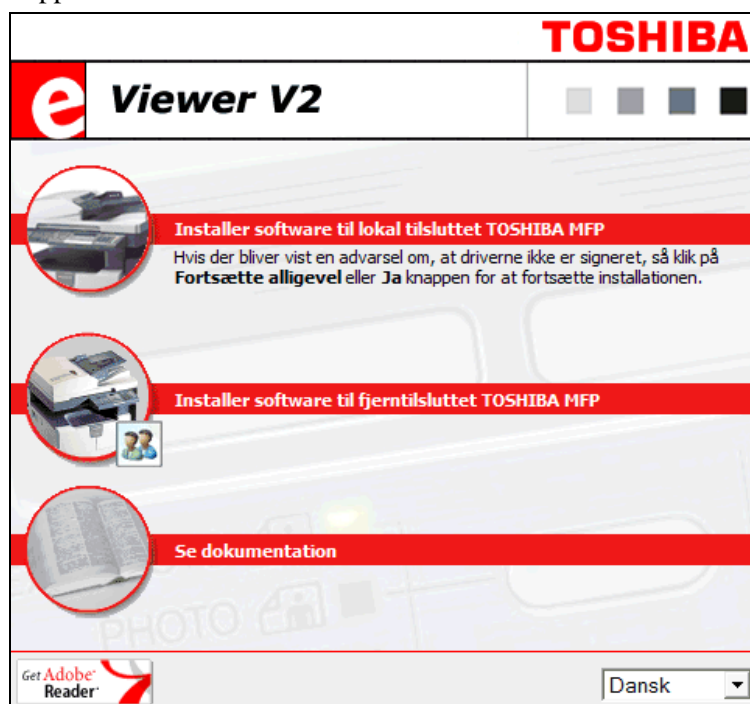 TOSHIBA
e Viewer V2
Installer software til lokal tilsluttet TOSHIBA MFP
Hvis der bliver vist en advarsel om, at driverne ikke er signeret, så klik på
Fortsætte alligevel eller Ja knappen for at fortsætte installationen.
Installer software til fjerntilsluttet TOSHIBA MFP
Se dokumentation
PHOTO
Get Adobe
Reader
Dansk